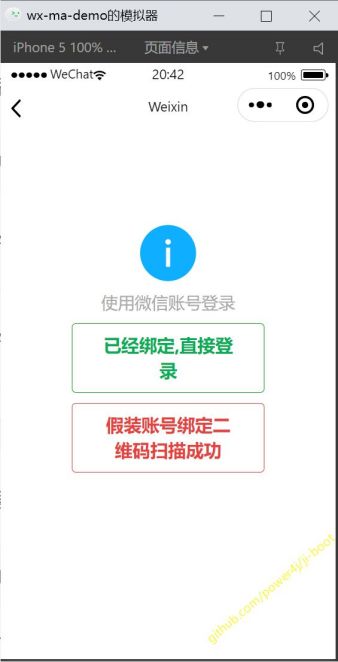 wx-ma-demo的模拟器
iPhone 5 100% ... 页面信息
WeChat 20:42 100%
Weixin
使用微信账号登录
已经绑定,直接登
录
假装账号绑定二
维码扫描成功
github.com/power4j/ji-boot